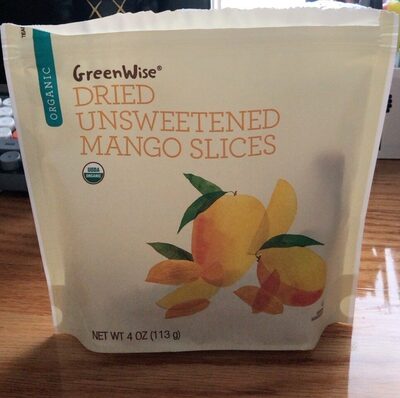 ORGANIC
GreenWise®
DRIED
UNSWEETENED
MANGO SLICES
USDA
ORGANIC
NET WT 4 OZ (113 g)